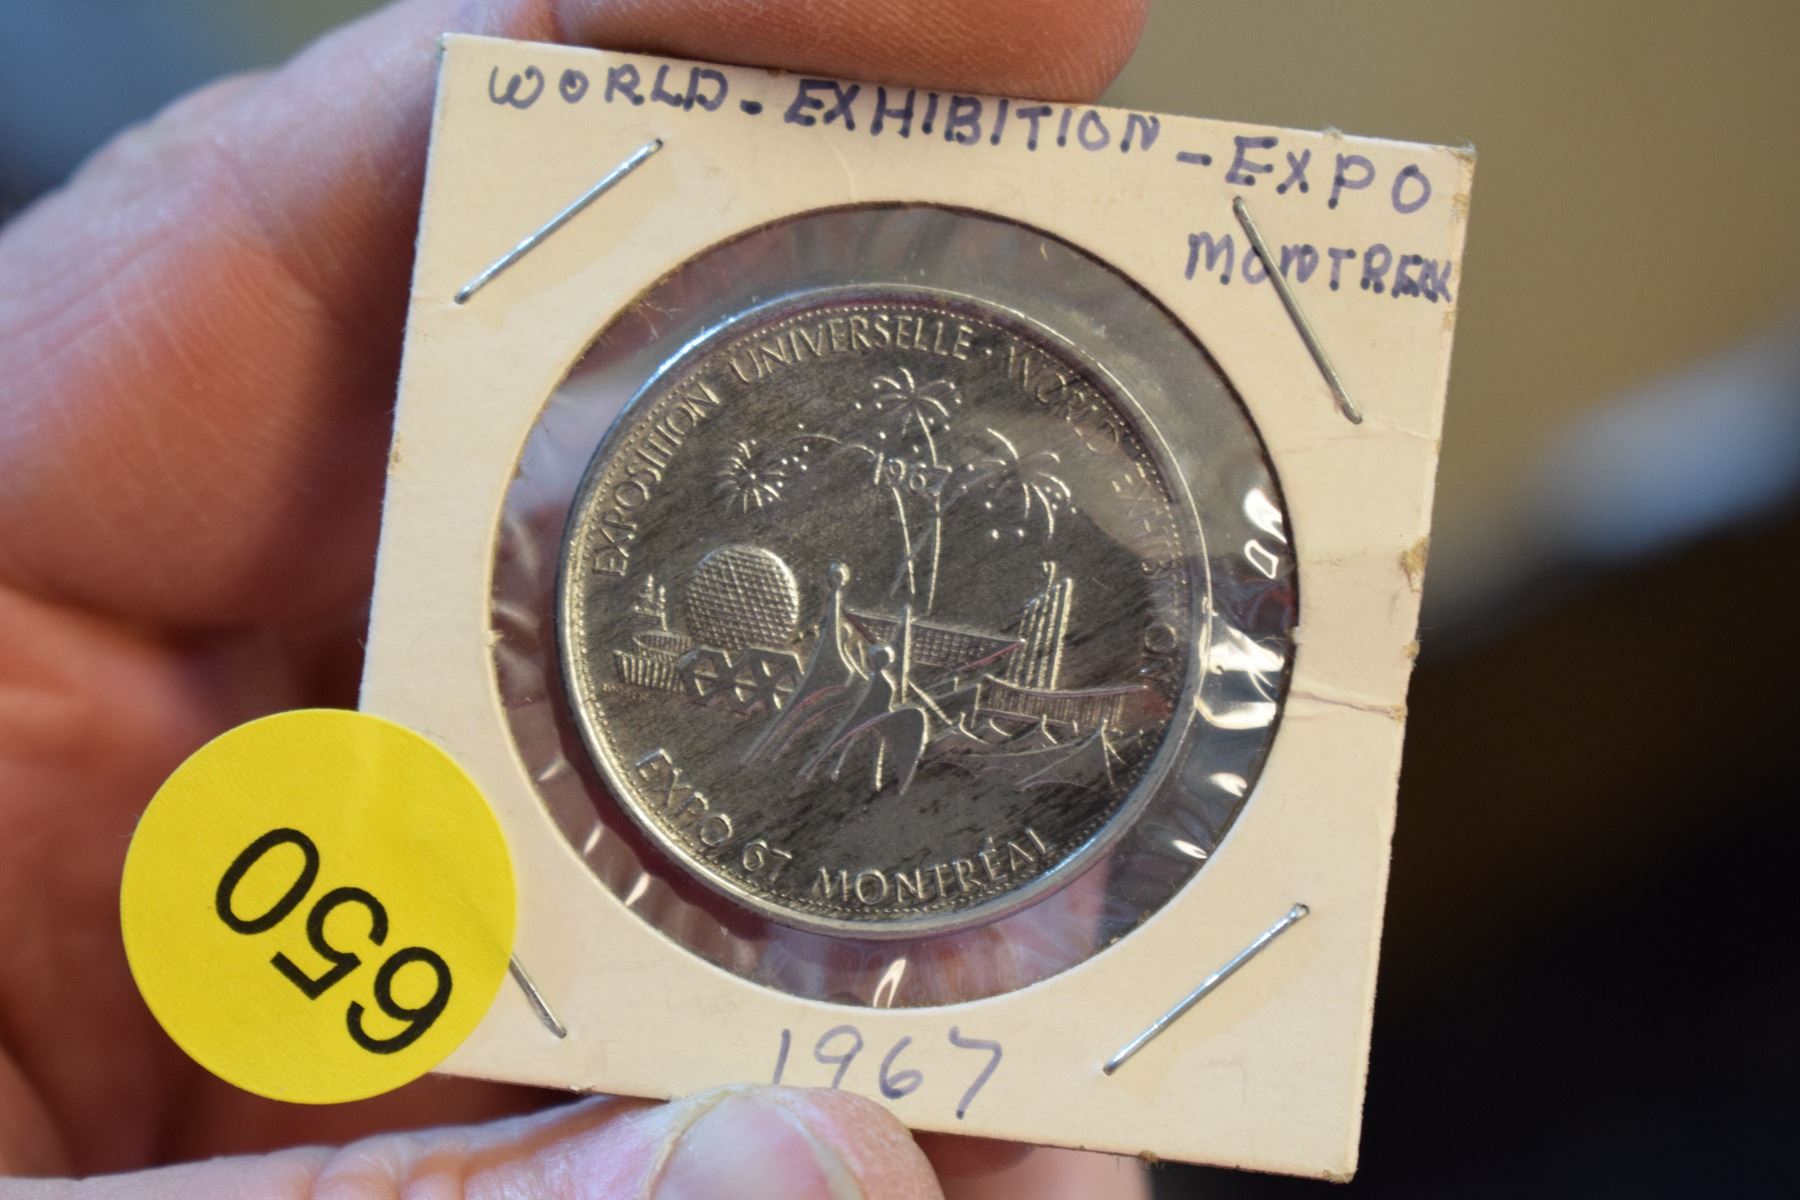 WORLD - EXHIBITION - EXPO
MONTREAL
EXPOSITION UNIVERSELLE · WORLD EXHIBITION
1967
EXPO 67 MONTRÉAL
650
1967